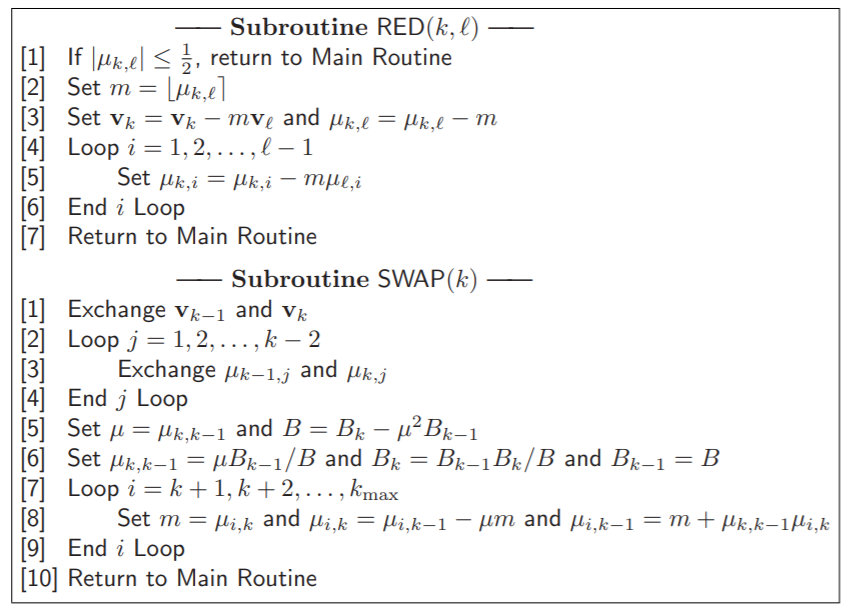 —— Subroutine RED(k, ℓ) ——
[1] If |μ_{k,ℓ}| ≤ 1/2, return to Main Routine
[2] Set m = ⌊μ_{k,ℓ}⌉
[3] Set v_k = v_k − mv_ℓ and μ_{k,ℓ} = μ_{k,ℓ} − m
[4] Loop i = 1, 2, . . . , ℓ − 1
[5] Set μ_{k,i} = μ_{k,i} − mμ_{ℓ,i}
[6] End i Loop
[7] Return to Main Routine
—— Subroutine SWAP(k) ——
[1] Exchange v_{k−1} and v_k
[2] Loop j = 1, 2, . . . , k − 2
[3] Exchange μ_{k−1,j} and μ_{k,j}
[4] End j Loop
[5] Set μ = μ_{k,k−1} and B = B_k − μ²B_{k−1}
[6] Set μ_{k,k−1} = μB_{k−1}/B and B_k = B_{k−1}B_k/B and B_{k−1} = B
[7] Loop i = k + 1, k + 2, . . . , k_{max}
[8] Set m = μ_{i,k} and μ_{i,k} = μ_{i,k−1} − μm and μ_{i,k−1} = m + μ_{k,k−1}μ_{i,k}
[9] End i Loop
[10] Return to Main Routine